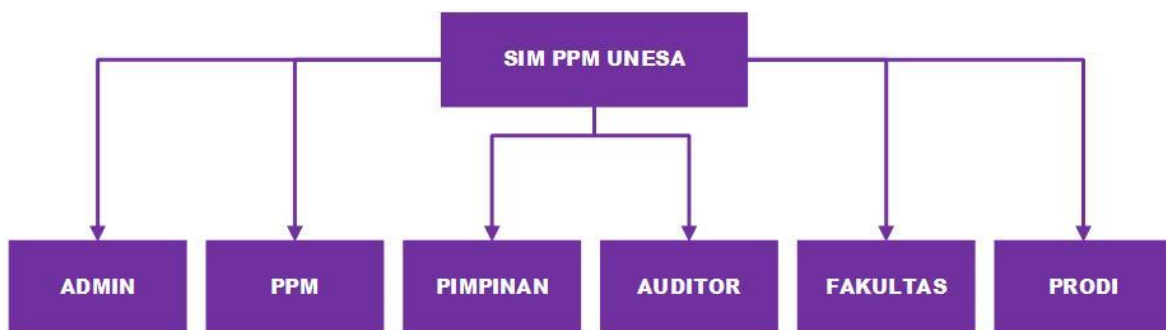 SIM PPM UNESA
ADMIN
PPM
PIMPINAN
AUDITOR
FAKULTAS
PRODI